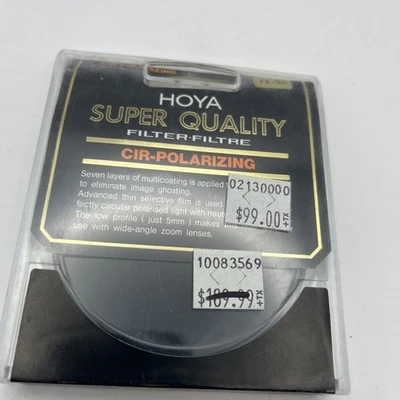 HOYA
SUPER QUALITY
FILTER·FILTRE
CIR-POLARIZING
Seven layers of multicoating is applied
to eliminate image ghosting.
Advanced thin selective film is used
fectly circular polarised light with
The low profile ( just 5mm ) makes
use with wide-angle zoom lenses.
02130000
$99.00+TX
10083569
$109.99+TX